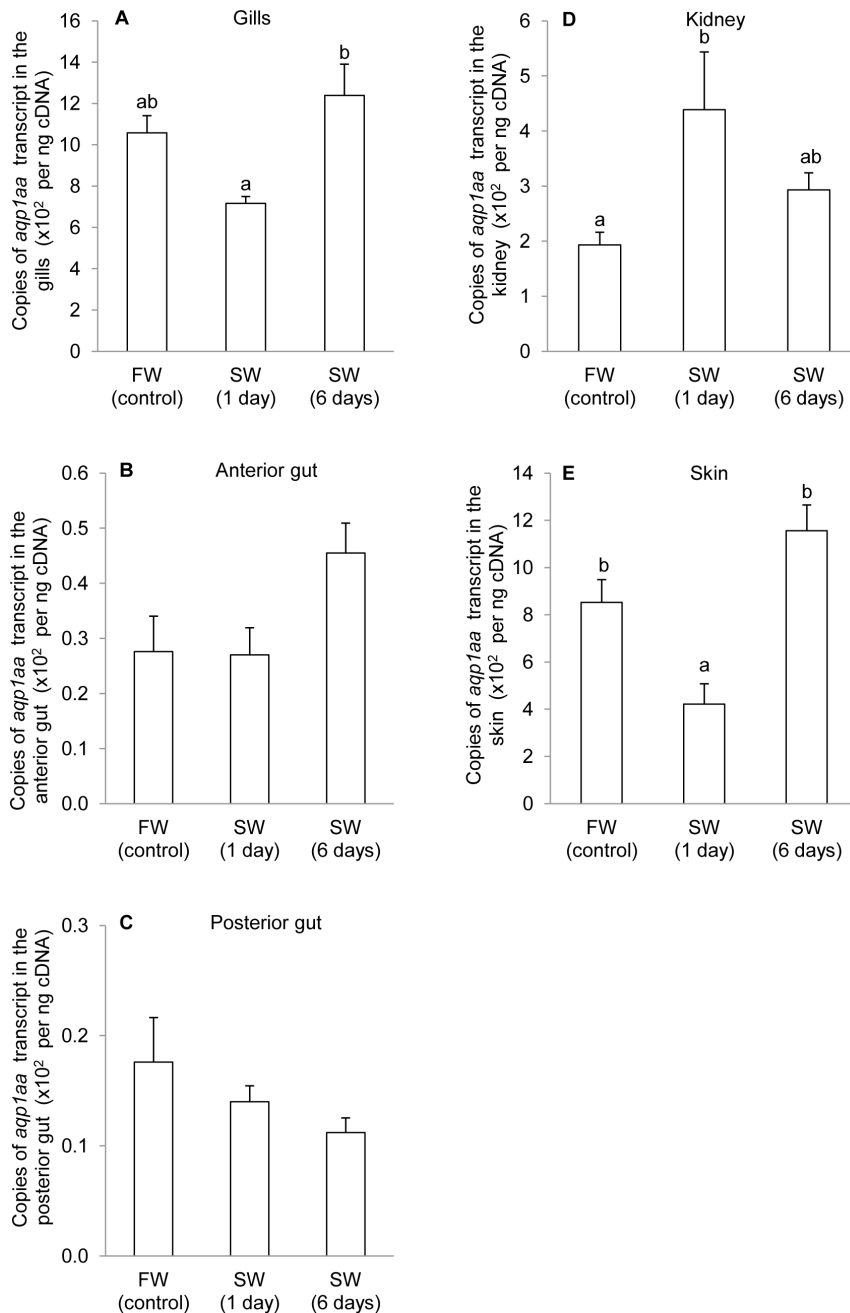 A
Gills
Copies of aqp1aa transcript in the
gills (x10² per ng cDNA)
16
14
12
10
8
6
4
2
0
ab
a
b
FW
(control)
SW
(1 day)
SW
(6 days)
D
Kidney
Copies of aqp1aa transcript in the
kidney (x10² per ng cDNA)
6
5
4
3
2
1
0
a
b
ab
FW
(control)
SW
(1 day)
SW
(6 days)
B
Anterior gut
Copies of aqp1aa transcript in the
anterior gut (x10² per ng cDNA)
0.6
0.5
0.4
0.3
0.2
0.1
0.0
FW
(control)
SW
(1 day)
SW
(6 days)
E
Skin
Copies of aqp1aa transcript in the
skin (x10² per ng cDNA)
14
12
10
8
6
4
2
0
b
a
b
FW
(control)
SW
(1 day)
SW
(6 days)
C
Posterior gut
Copies of aqp1aa transcript in the
posterior gut (x10² per ng cDNA)
0.3
0.2
0.1
0.0
FW
(control)
SW
(1 day)
SW
(6 days)